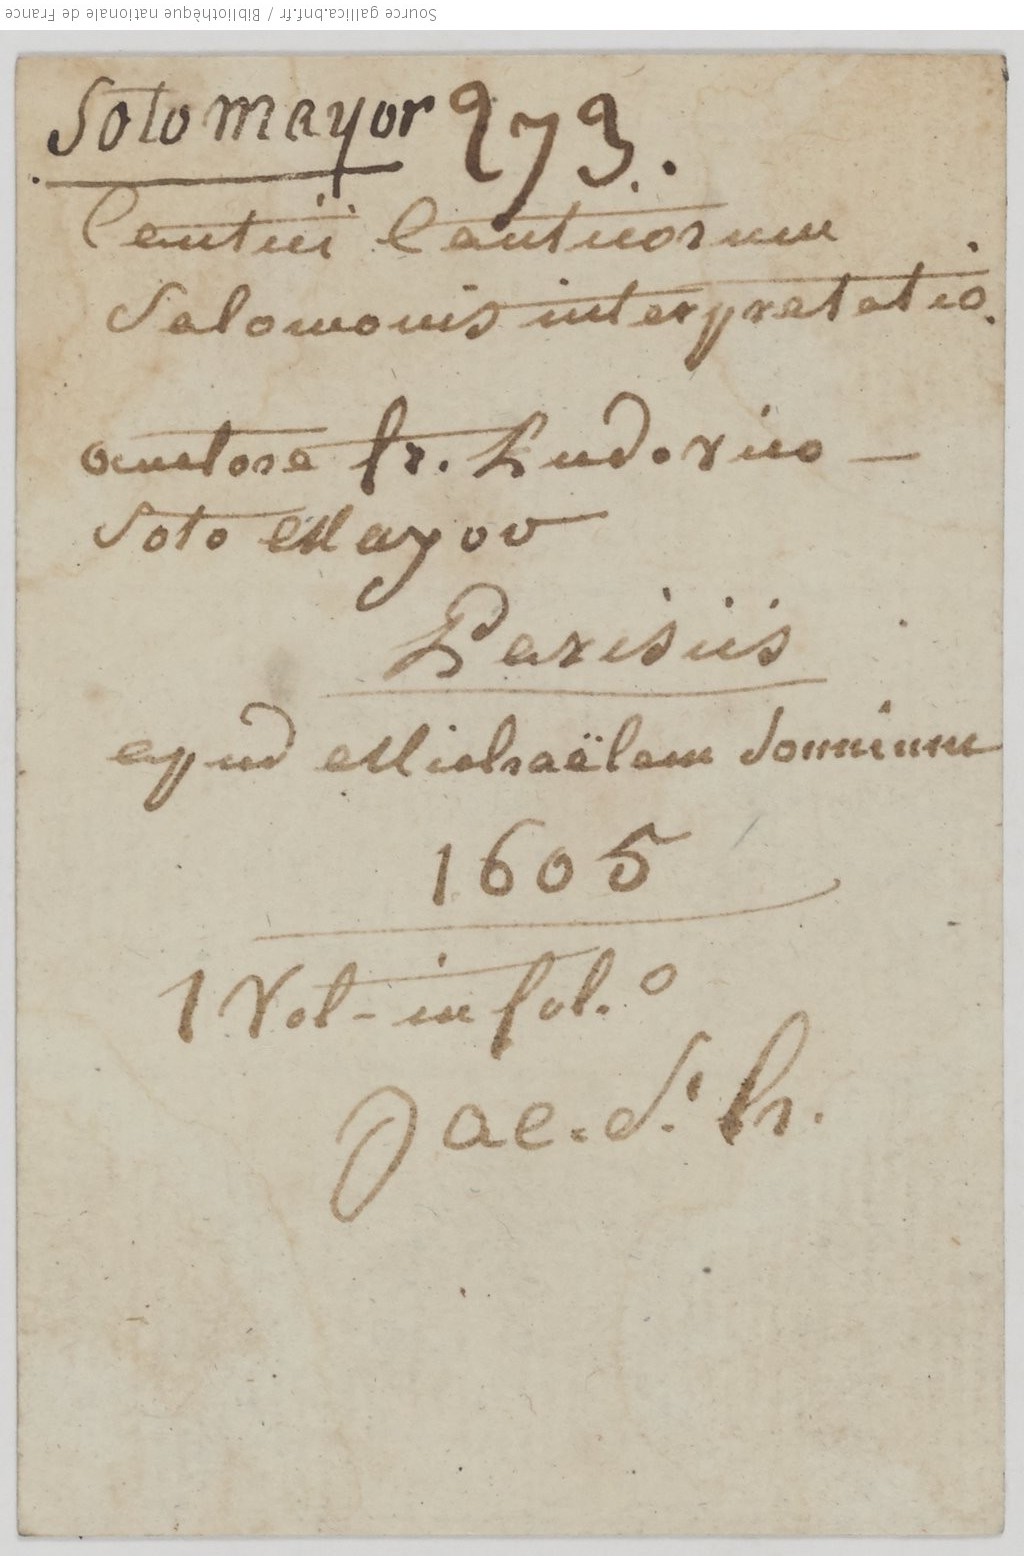 Source gallica.bnf.fr / Bibliothèque nationale de France
Soto mayor 273.
Cantici Canticorum
Salomonis interpretatio.
auctore fr. Ludovico
Soto Mayor
Parisiis
apud Michaëlem Sonnium
1605
1 Vol. in fol.º
Jac. St. h.